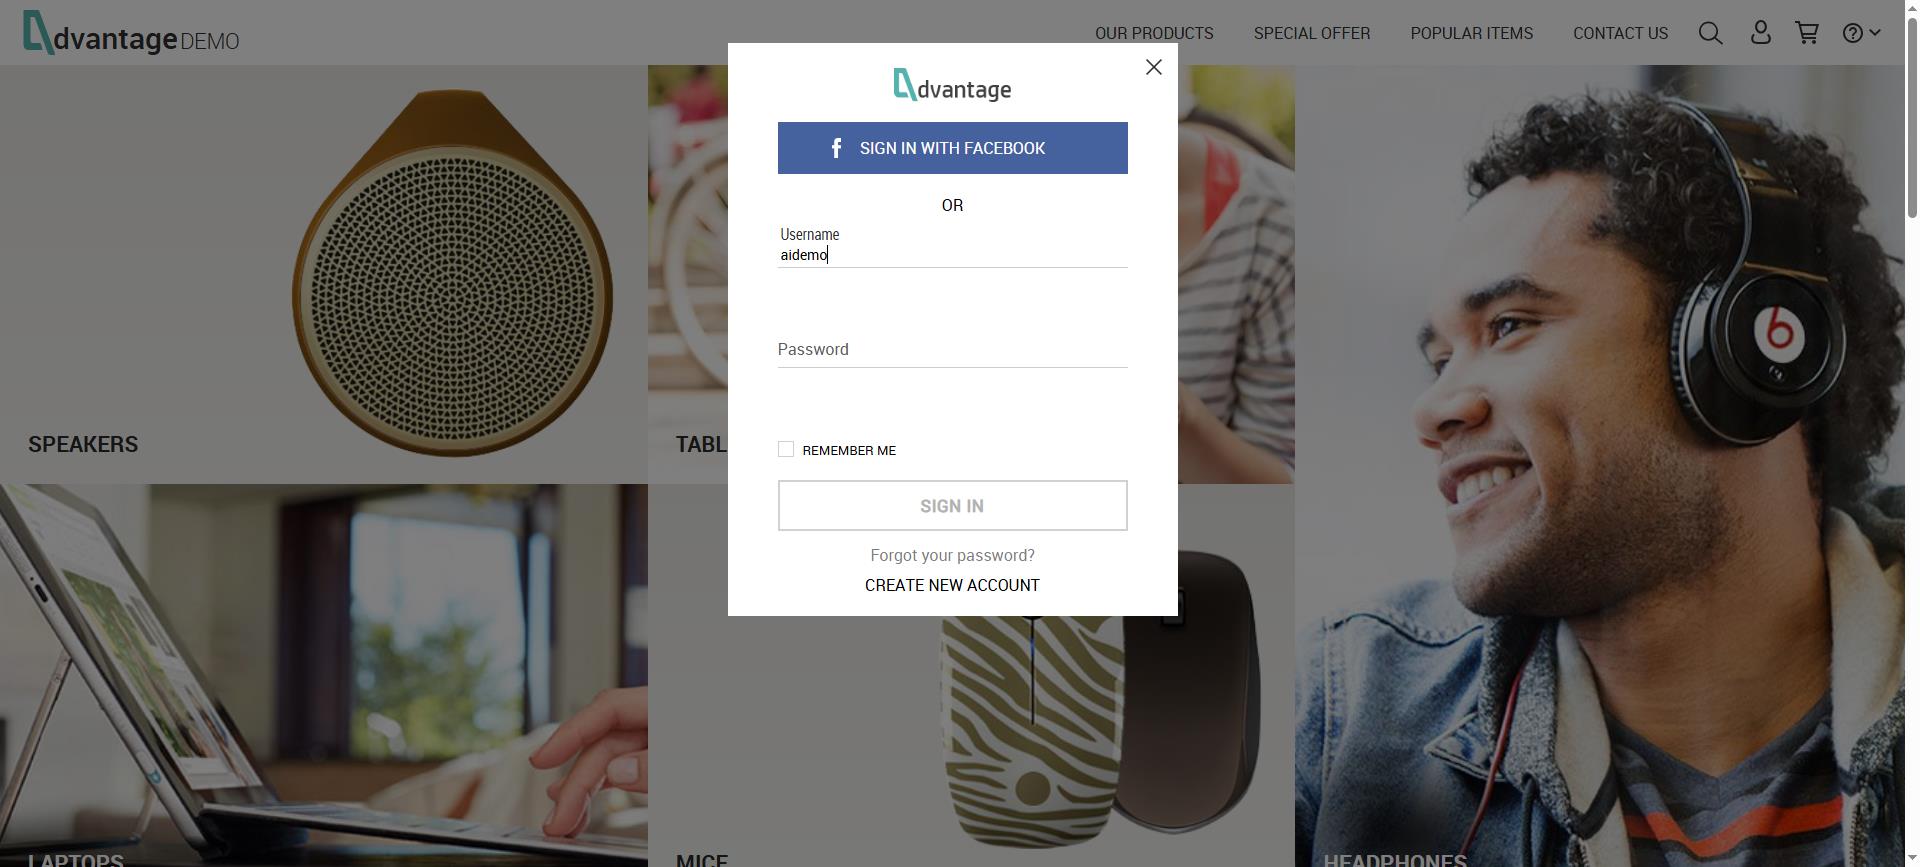 dvantage DEMO
OUR PRODUCTS
SPECIAL OFFER
POPULAR ITEMS
CONTACT US
dvantage
SIGN IN WITH FACEBOOK
OR
Username
aidemo
Password
REMEMBER ME
SIGN IN
Forgot your password?
CREATE NEW ACCOUNT
SPEAKERS
TABL
LAPTOPS
MICE
HEADPHONES